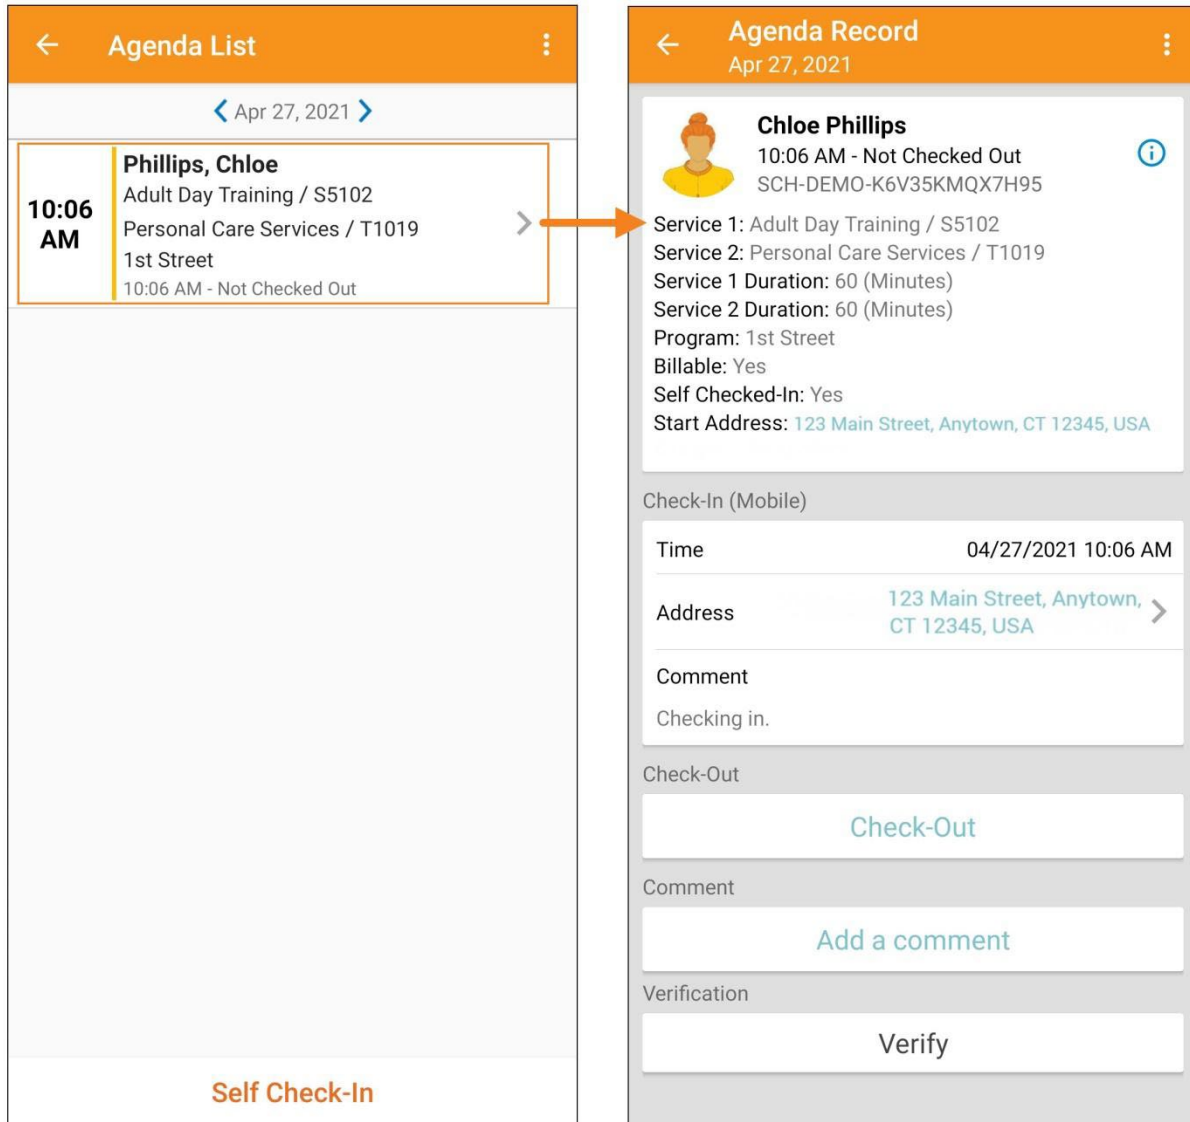 Agenda List
Apr 27, 2021
10:06
AM
Phillips, Chloe
Adult Day Training / S5102
Personal Care Services / T1019
1st Street
10:06 AM - Not Checked Out
Self Check-In
Agenda Record
Apr 27, 2021
Chloe Phillips
10:06 AM - Not Checked Out
SCH-DEMO-K6V35KMQX7H95
Service 1: Adult Day Training / S5102
Service 2: Personal Care Services / T1019
Service 1 Duration: 60 (Minutes)
Service 2 Duration: 60 (Minutes)
Program: 1st Street
Billable: Yes
Self Checked-In: Yes
Start Address: 123 Main Street, Anytown, CT 12345, USA
Check-In (Mobile)
Time 04/27/2021 10:06 AM
Address 123 Main Street, Anytown,
CT 12345, USA
Comment
Checking in.
Check-Out
Check-Out
Comment
Add a comment
Verification
Verify